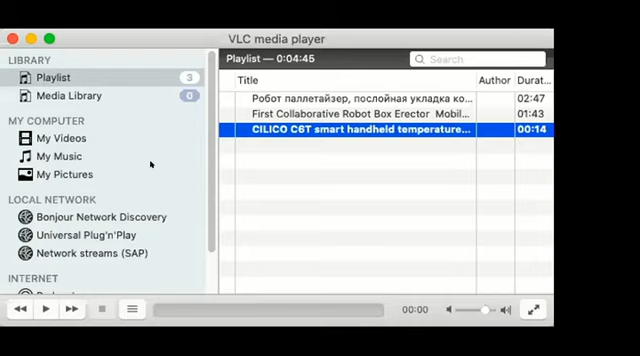 VLC media player
LIBRARY
Playlist 3
Media Library 0
MY COMPUTER
My Videos
My Music
My Pictures
LOCAL NETWORK
Bonjour Network Discovery
Universal Plug'n'Play
Network streams (SAP)
INTERNET
Playlist — 0:04:45
Search
Title Author Durat...
Робот паллетайзер, послойная укладка ко... 02:47
First Collaborative Robot Box Erector Mobil... 01:43
CILICO C6T smart handheld temperature... 00:14
00:00